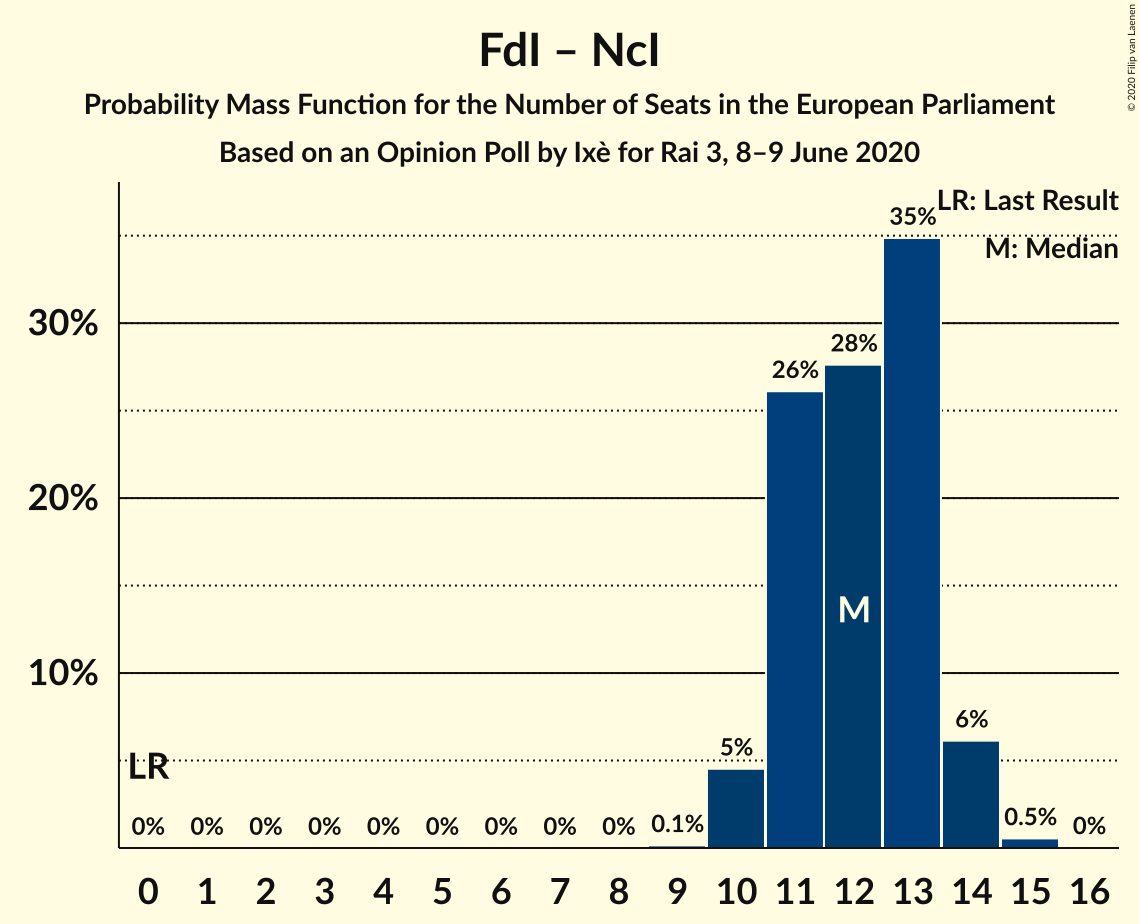 FdI – NcI
Probability Mass Function for the Number of Seats in the European Parliament
Based on an Opinion Poll by Ixè for Rai 3, 8–9 June 2020
© 2020 Filip van Laenen
LR: Last Result
M: Median
35%
30%
28%
26%
20%
M
10%
6%
5%
LR
0% 0% 0% 0% 0% 0% 0% 0% 0% 0.1% 0.5% 0%
0 1 2 3 4 5 6 7 8 9 10 11 12 13 14 15 16